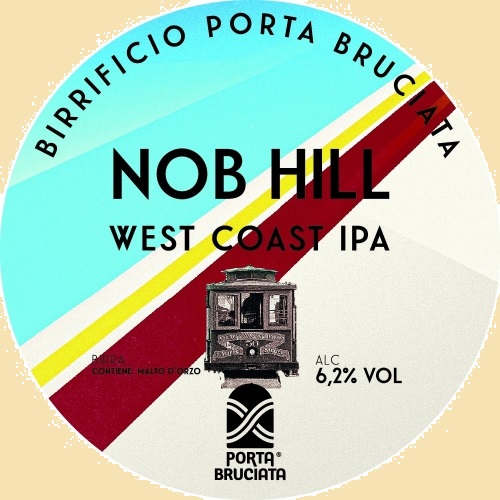 BIRRIFICIO PORTA BRUCIATA
NOB HILL
WEST COAST IPA
BIRRA
CONTIENE: MALTO D'ORZO
ALC
6,2% VOL
PORTA®
BRUCIATA